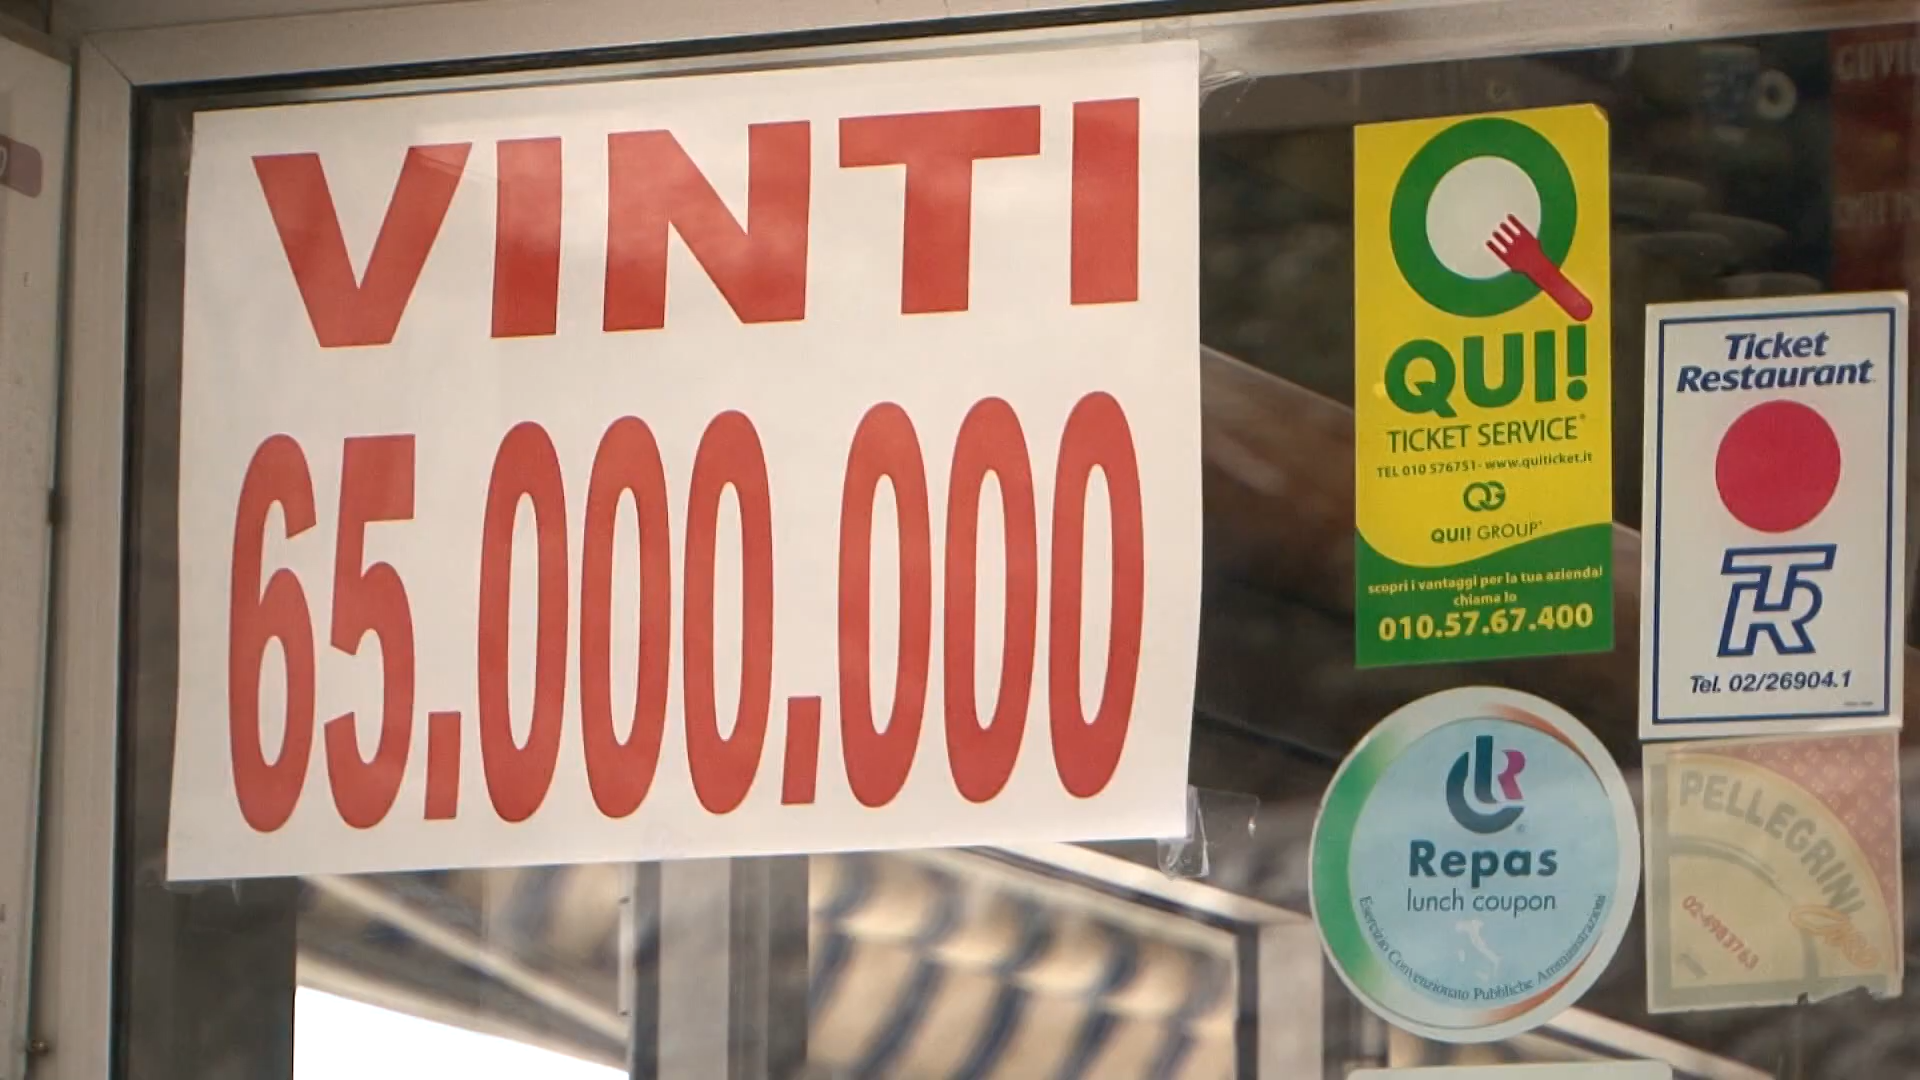 VINTI
65.000.000
QUI!
TICKET SERVICE
TEL 010 576751 - www.quiticket.it
QG
QUI! GROUP
scopri i vantaggi per la tua azienda!
chiama lo
010.57.67.400
Ticket
Restaurant
TR
Tel. 02/26904.1
Repas
lunch coupon
Esercizio Convenzionato Pubbliche Amministrazioni
PELLEGRINI